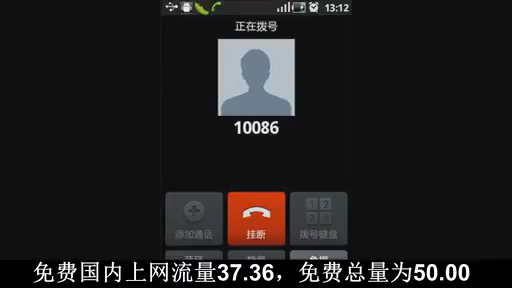 13:12
正在拨号
10086
添加通话
挂断
拨号键盘
免费国内上网流量37.36，免费总量为50.00